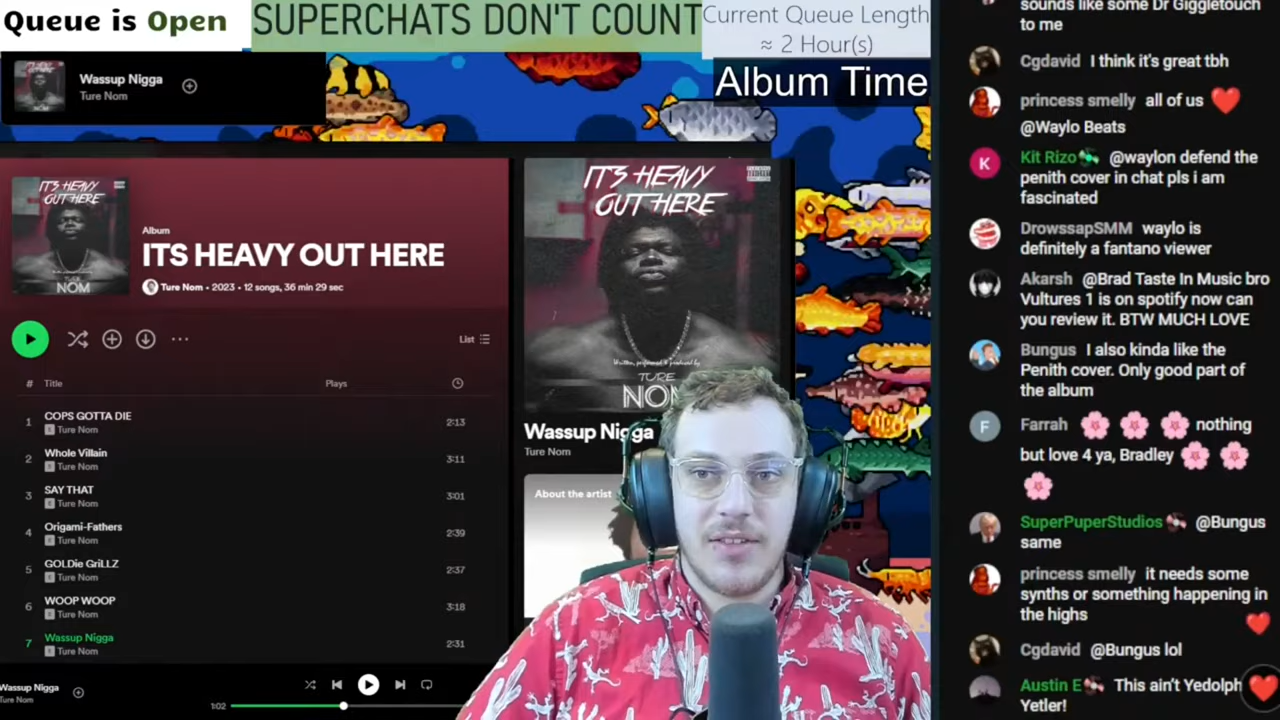 Queue is Open
SUPERCHATS DON'T COUNT
Current Queue Length
≈ 2 Hour(s)
Album Time
Wassup Nigga
Ture Nom
IT'S HEAVY
OUT HERE
TURE
NOM
Album
ITS HEAVY OUT HERE
Ture Nom • 2023 • 12 songs, 36 min 29 sec
List
# Title Plays
1 COPS GOTTA DIE 2:13
E Ture Nom
2 Whole Villain 3:11
E Ture Nom
3 SAY THAT 3:01
E Ture Nom
4 Origami-Fathers 2:39
E Ture Nom
5 GOLDie GriLLZ 2:37
E Ture Nom
6 WOOP WOOP 3:18
E Ture Nom
7 Wassup Nigga 2:31
E Ture Nom
Wassup Nigga
Ture Nom
1:02
IT'S HEAVY
OUT HERE
Written, performed & produced by
TURE
NOM
Wassup Nigga
Ture Nom
About the artist
sounds like some Dr Giggletouch
to me
Cgdavid I think it's great tbh
princess smelly all of us
@Waylo Beats
K Kit Rizo @waylon defend the
penith cover in chat pls i am
fascinated
DrowssapSMM waylo is
definitely a fantano viewer
Akarsh @Brad Taste In Music bro
Vultures 1 is on spotify now can
you review it. BTW MUCH LOVE
Bungus I also kinda like the
Penith cover. Only good part of
the album
F Farrah nothing
but love 4 ya, Bradley
SuperPuperStudios @Bungus
same
princess smelly it needs some
synths or something happening in
the highs
Cgdavid @Bungus lol
Austin E This ain't Yedolph
Yetler!